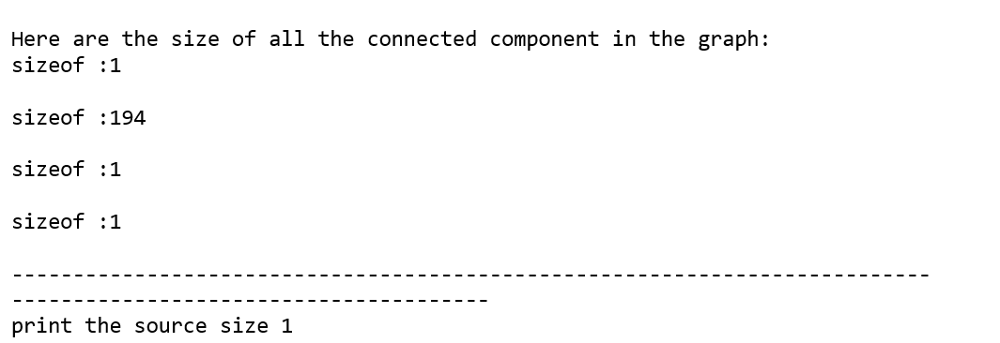 Here are the size of all the connected component in the graph:
sizeof :1
sizeof :194
sizeof :1
sizeof :1
---------------------------------------------------------------------------
---------------------------------------
print the source size 1